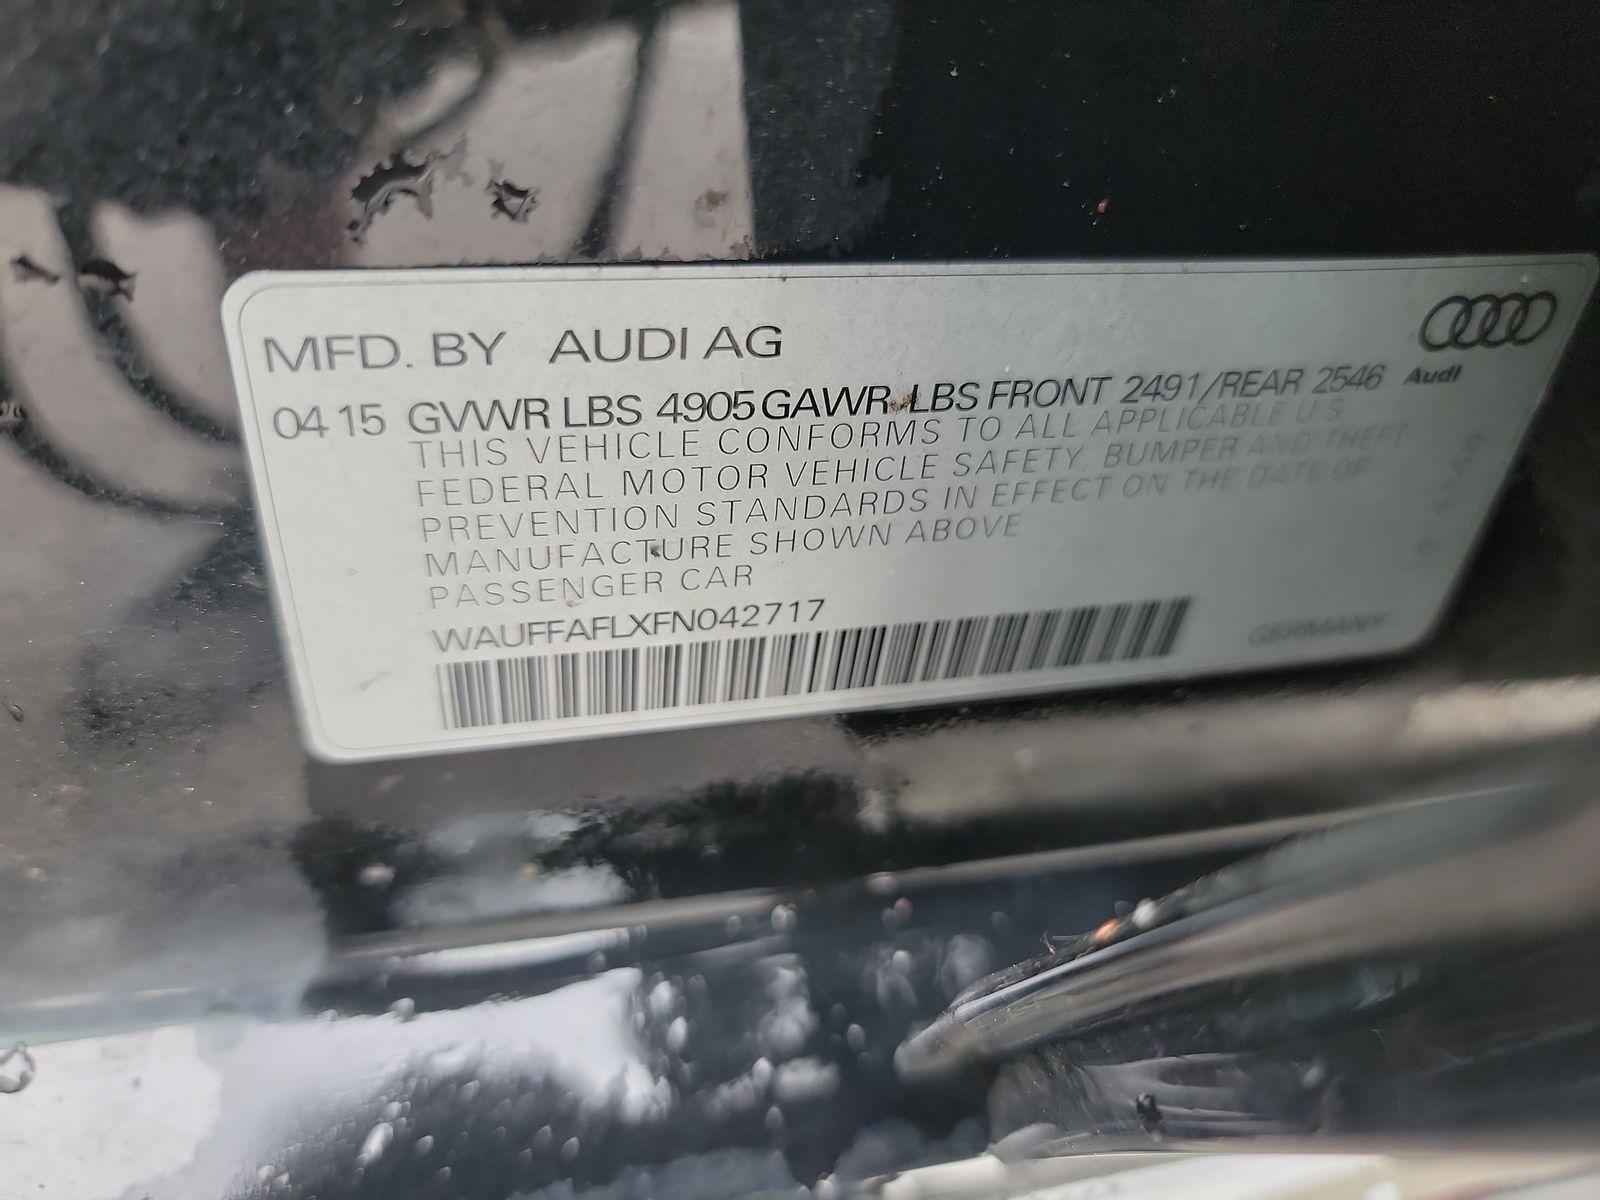 MFD. BY AUDI AG
04 15 GVWR LBS 4905 GAWR LBS FRONT 2491/REAR 2546
Audi
THIS VEHICLE CONFORMS TO ALL APPLICABLE U.S.
FEDERAL MOTOR VEHICLE SAFETY, BUMPER AND THEFT
PREVENTION STANDARDS IN EFFECT ON THE DATE OF
MANUFACTURE SHOWN ABOVE
PASSENGER CAR
WAUFFAFLXFN042717
GERMANY